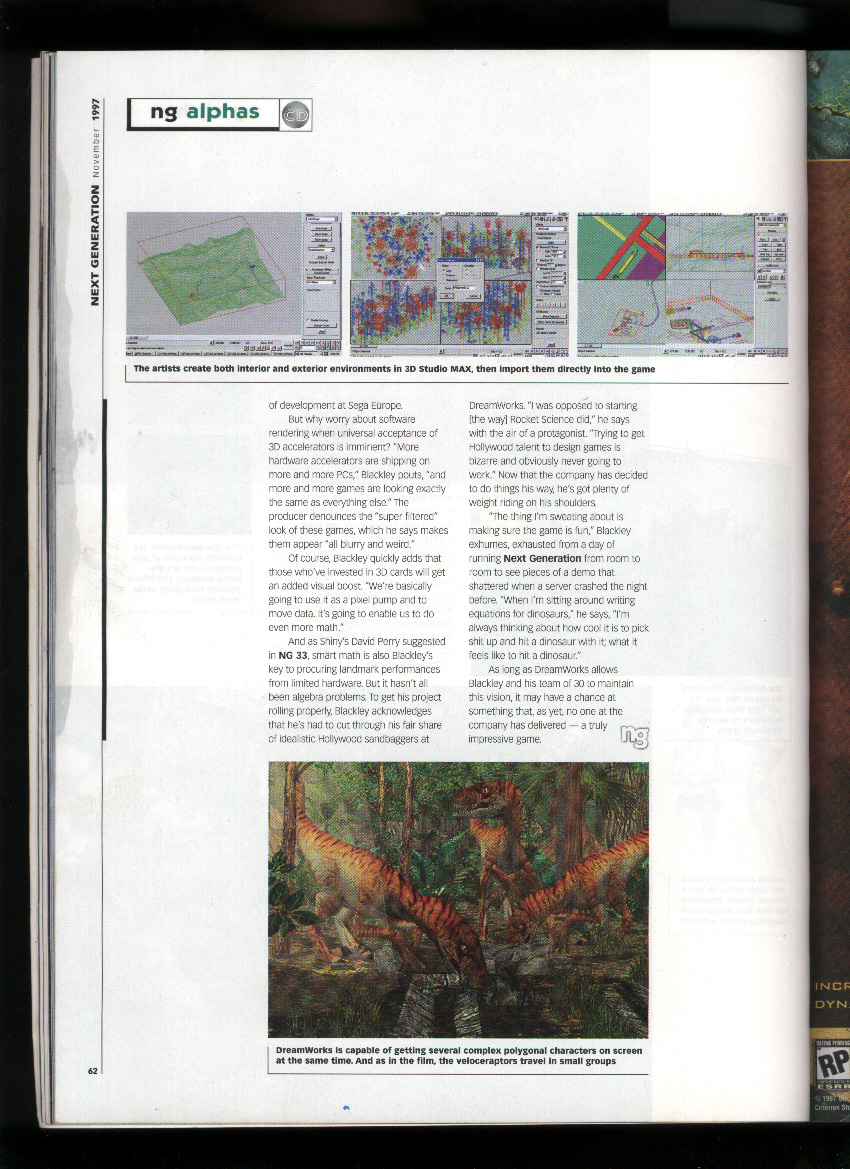 NEXT GENERATION November 1997
ng alphas
CD
The artists create both interior and exterior environments in 3D Studio MAX, then import them directly into the game
of development at Sega Europe.
But why worry about software
rendering when universal acceptance of
3D accelerators is imminent? "More
hardware accelerators are shipping on
more and more PCs," Blackley pouts, "and
more and more games are looking exactly
the same as everything else." The
producer denounces the "super filtered"
look of these games, which he says makes
them appear "all blurry and weird."
Of course, Blackley quickly adds that
those who've invested in 3D cards will get
an added visual boost. "We're basically
going to use it as a pixel pump and to
move data. It's going to enable us to do
even more math."
And as Shiny's David Perry suggested
in NG 33, smart math is also Blackley's
key to procuring landmark performances
from limited hardware. But it hasn't all
been algebra problems. To get his project
rolling properly, Blackley acknowledges
that he's had to cut through his fair share
of idealistic Hollywood sandbaggers at
DreamWorks. "I was opposed to starting
[the way] Rocket Science did," he says
with the air of a protagonist. "Trying to get
Hollywood talent to design games is
bizarre and obviously never going to
work." Now that the company has decided
to do things his way, he's got plenty of
weight riding on his shoulders.
"The thing I'm sweating about is
making sure the game is fun," Blackley
exhumes, exhausted from a day of
running Next Generation from room to
room to see pieces of a demo that
shattered when a server crashed the night
before. "When I'm sitting around writing
equations for dinosaurs," he says, "I'm
always thinking about how cool it is to pick
shit up and hit a dinosaur with it; what it
feels like to hit a dinosaur."
As long as DreamWorks allows
Blackley and his team of 30 to maintain
this vision, it may have a chance at
something that, as yet, no one at the
company has delivered — a truly
impressive game.
ng
DreamWorks is capable of getting several complex polygonal characters on screen
at the same time. And as in the film, the veloceraptors travel in small groups
62
INCR
DYN
RATING PENDING
RP
ESRB
© 1997
Criterion